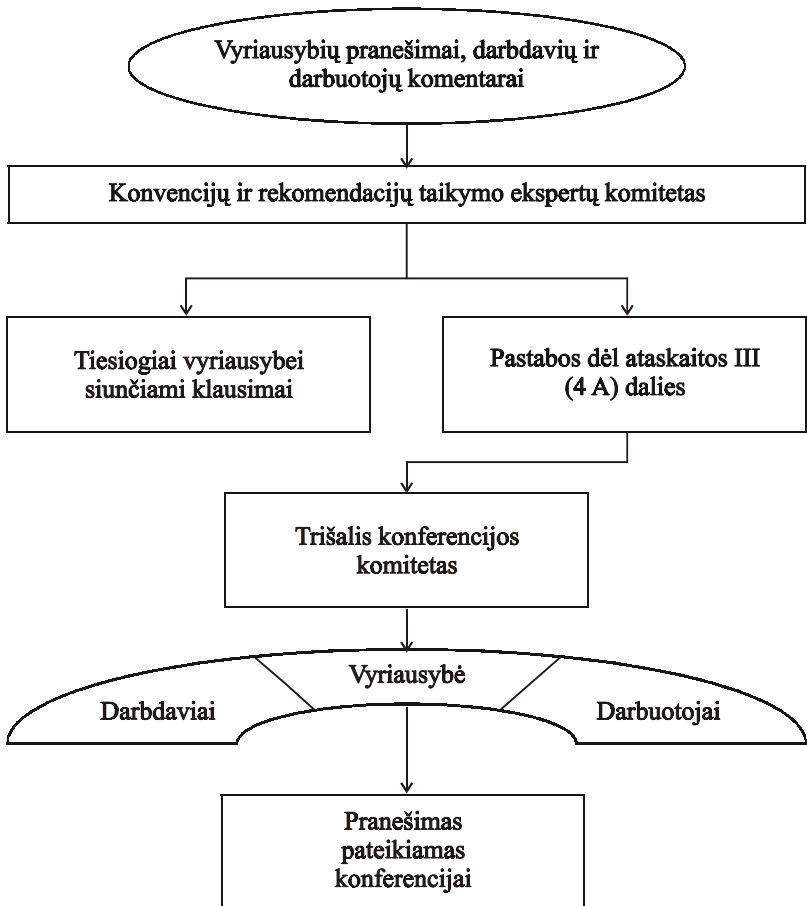 Vyriausybių pranešimai, darbdavių ir
darbuotojų komentarai
Konvencijų ir rekomendacijų taikymo ekspertų komitetas
Tiesiogiai vyriausybei
siunčiami klausimai
Pastabos dėl ataskaitos III
(4 A) dalies
Trišalis konferencijos
komitetas
Vyriausybė
Darbdaviai
Darbuotojai
Pranešimas
pateikiamas
konferencijai